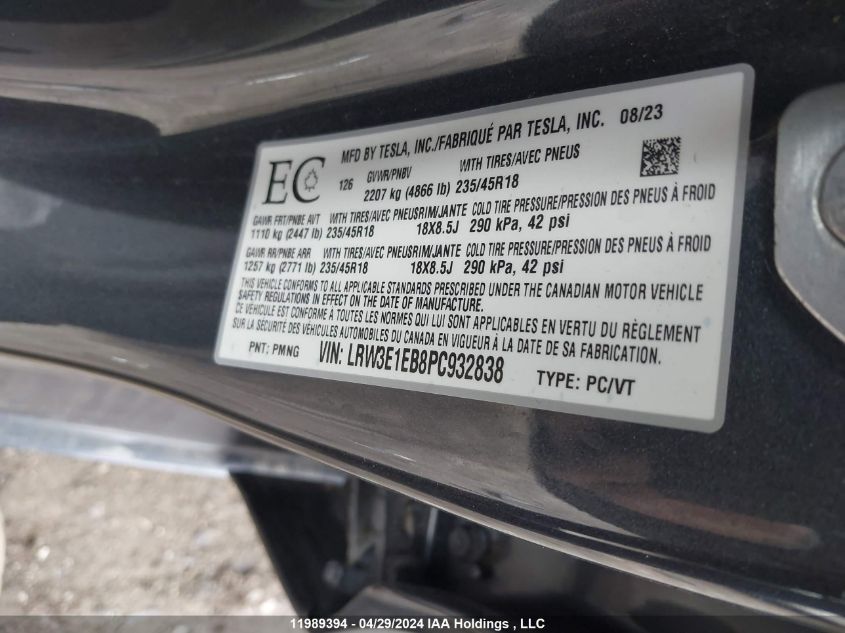 MFD BY TESLA, INC./FABRIQUÉ PAR TESLA, INC. 08/23
EC 126 GVWR/PNBV WITH TIRES/AVEC PNEUS
2207 kg (4866 lb) 235/45R18
GAWR FRT/PNBE AVT WITH TIRES/AVEC PNEUS RIM/JANTE COLD TIRE PRESSURE/PRESSION DES PNEUS À FROID
1110 kg (2447 lb) 235/45R18 18X8.5J 290 kPa, 42 psi
GAWR RR/PNBE ARR WITH TIRES/AVEC PNEUS RIM/JANTE COLD TIRE PRESSURE/PRESSION DES PNEUS À FROID
1257 kg (2771 lb) 235/45R18 18X8.5J 290 kPa, 42 psi
THIS VEHICLE CONFORMS TO ALL APPLICABLE STANDARDS PRESCRIBED UNDER THE CANADIAN MOTOR VEHICLE
SAFETY REGULATIONS IN EFFECT ON THE DATE OF MANUFACTURE.
CE VÉHICULE EST CONFORME À TOUTES LES NORMES QUI LUI SONT APPLICABLES EN VERTU DU RÈGLEMENT
SUR LA SÉCURITÉ DES VÉHICULES AUTOMOBILES DU CANADA EN VIGUEUR À LA DATE DE SA FABRICATION.
PNT: PMNG VIN: LRW3E1EB8PC932838 TYPE: PC/VT
11989394 - 04/29/2024 IAA Holdings , LLC